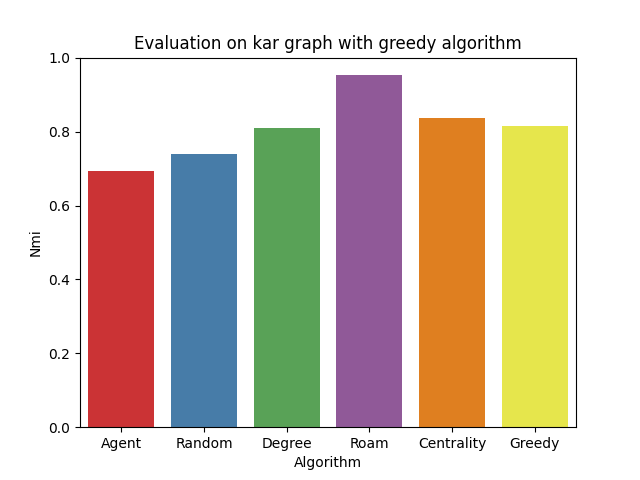 Evaluation on kar graph with greedy algorithm
1.0
0.8
0.6
0.4
0.2
0.0
Nmi
Agent Random Degree Roam Centrality Greedy
Algorithm